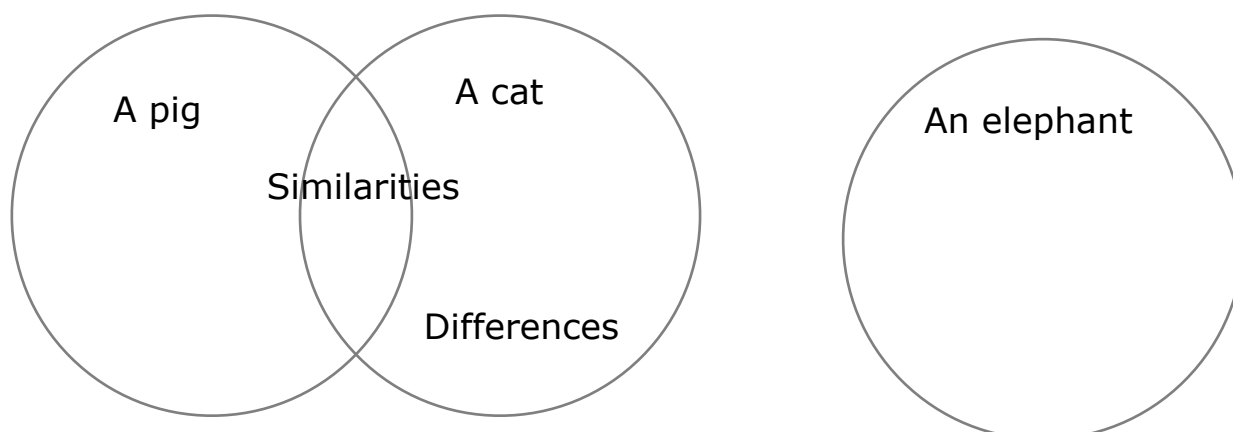 A pig
A cat
An elephant
Similarities
Differences